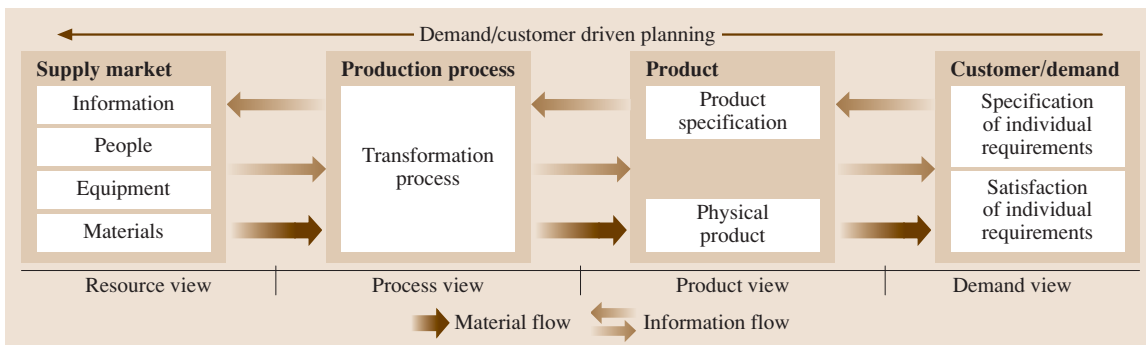 Demand/customer driven planning
Supply market
Information
People
Equipment
Materials
Production process
Transformation
process
Product
Product
specification
Physical
product
Customer/demand
Specification
of individual
requirements
Satisfaction
of individual
requirements
Resource view
Process view
Product view
Demand view
Material flow
Information flow